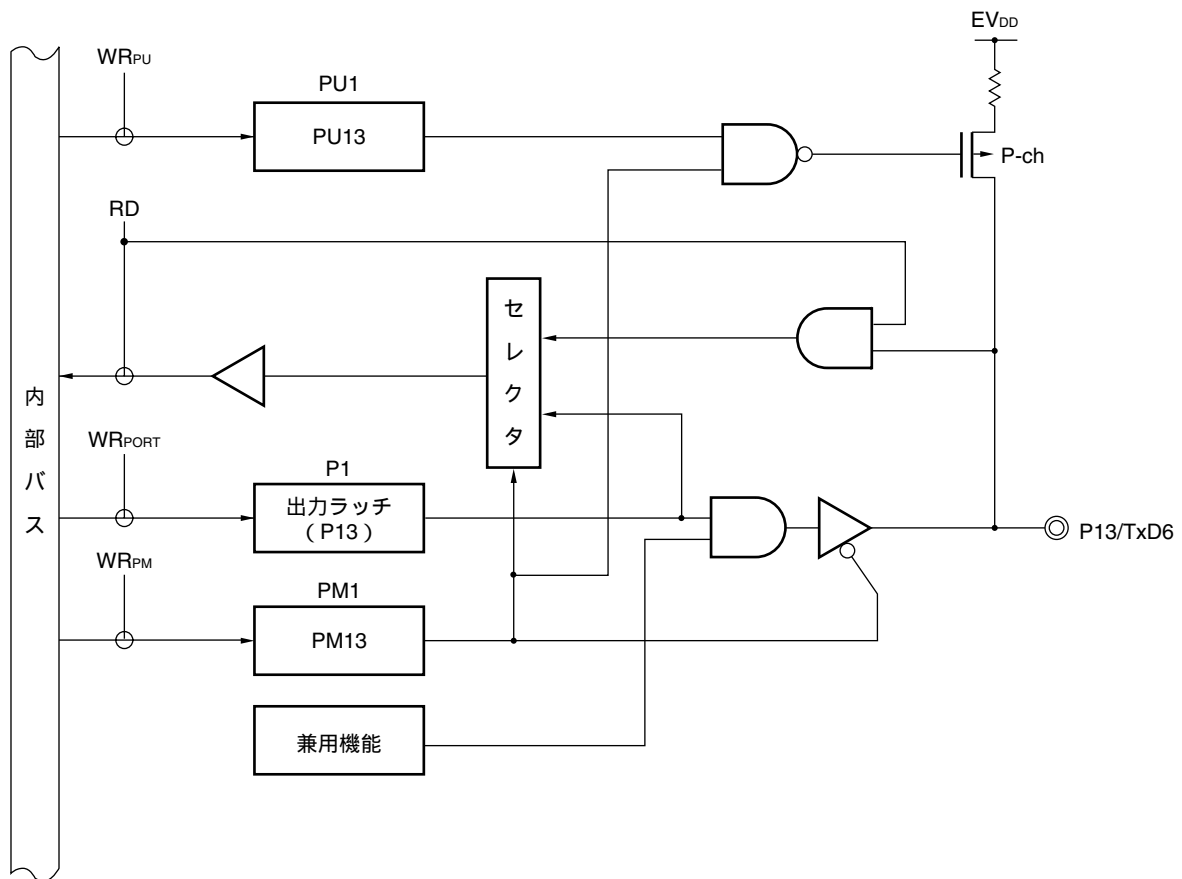 EVDD
WRPU
PU1
PU13
P-ch
RD
セレクタ
内部バス
WRPORT
P1
出力ラッチ
(P13)
P13/TxD6
WRPM
PM1
PM13
兼用機能